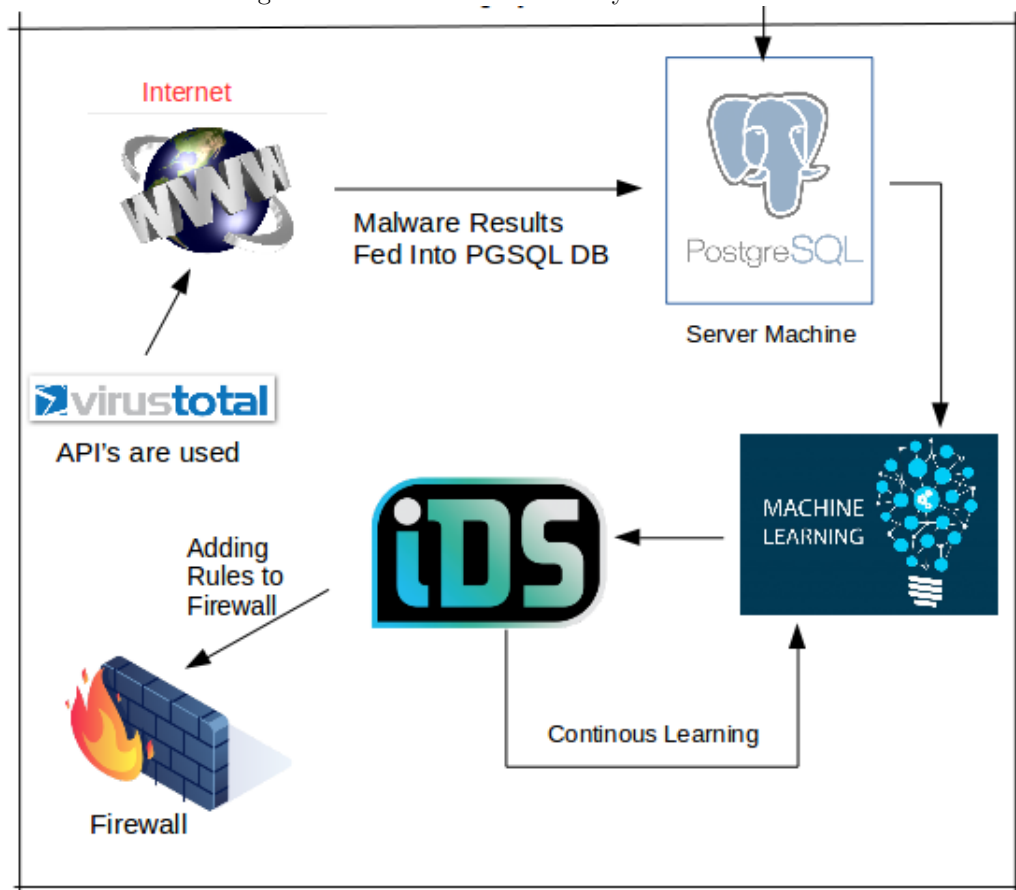 Internet
WWW
Malware Results
Fed Into PGSQL DB
PostgreSQL
Server Machine
virustotal
API's are used
MACHINE
LEARNING
iDS
Adding
Rules to
Firewall
Continous Learning
Firewall